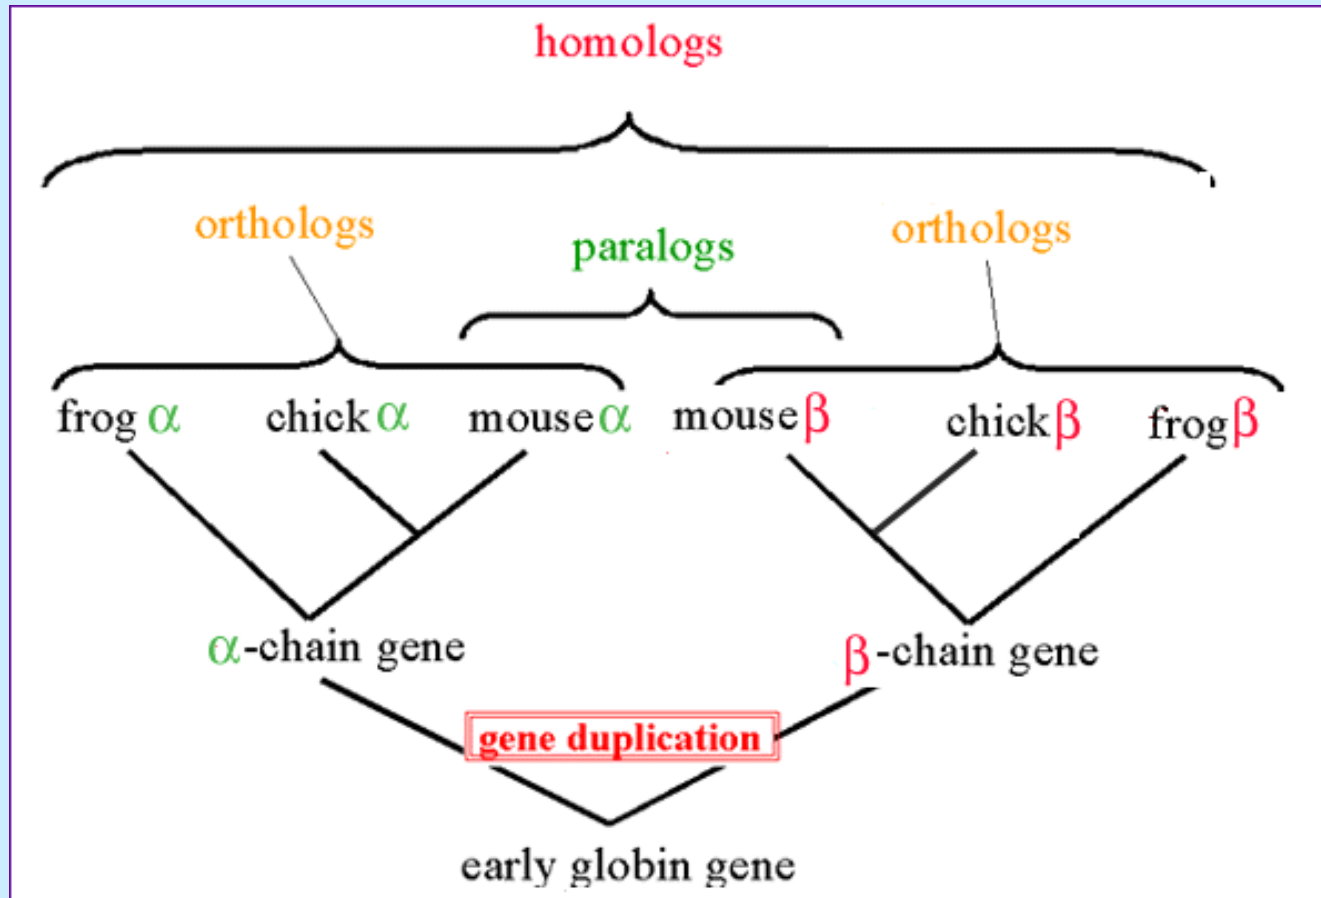 homologs
orthologs
paralogs
orthologs
frog α chick α mouse α mouse β chick β frog β
α-chain gene
β-chain gene
gene duplication
early globin gene